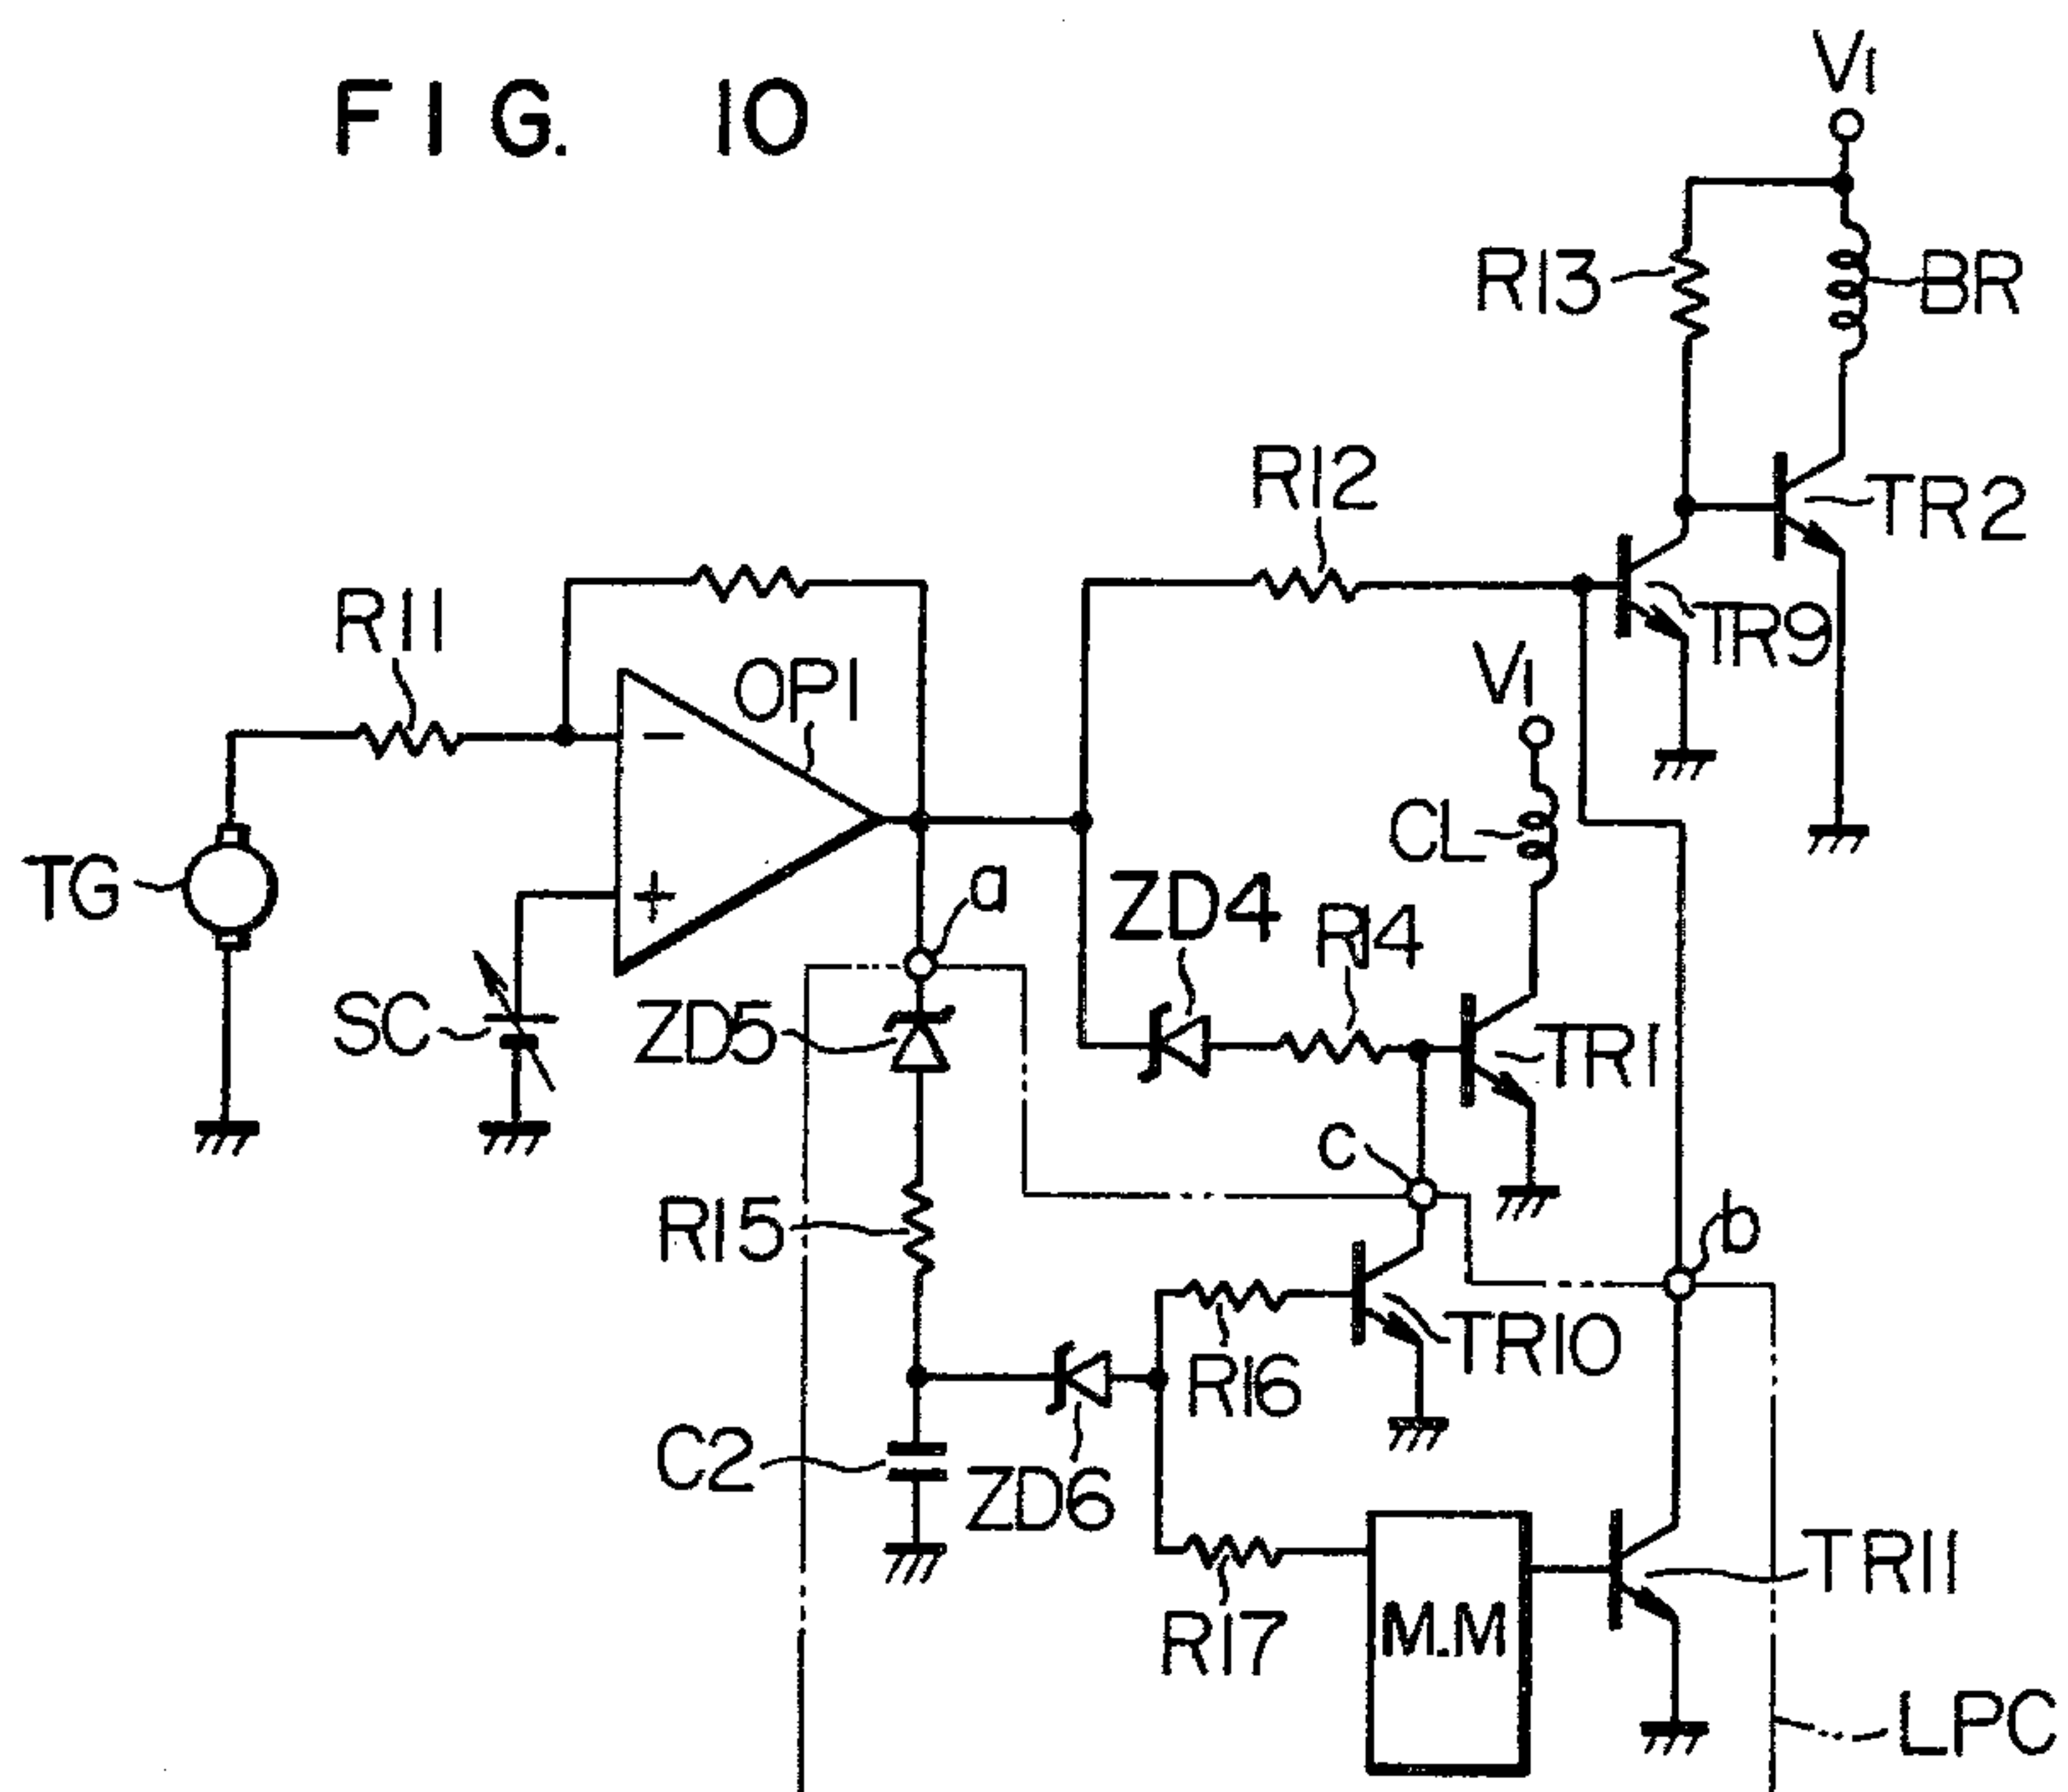 FIG. 10
V1
R13
BR
R12
TR2
R11
OP1
TR9
V1
CL
TG
a
ZD4
R14
SC
ZD5
TR1
c
R15
b
TR10
R16
C2
ZD6
TR11
M.M
R17
LPC
-
+